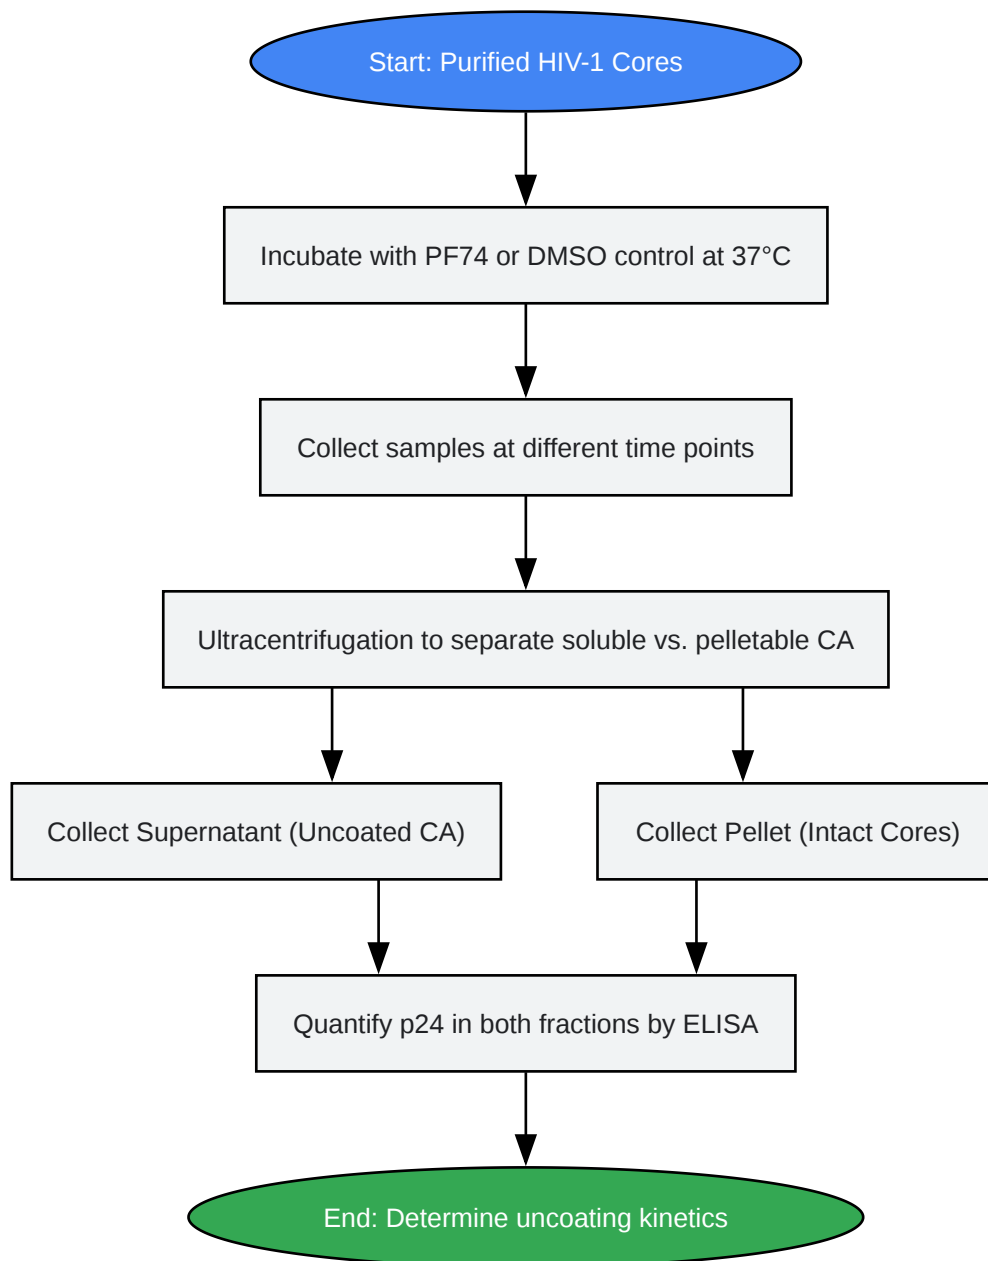 Start: Purified HIV-1 Cores
Incubate with PF74 or DMSO control at 37°C
Collect samples at different time points
Ultracentrifugation to separate soluble vs. pelletable CA
Collect Supernatant (Uncoated CA)
Collect Pellet (Intact Cores)
Quantify p24 in both fractions by ELISA
End: Determine uncoating kinetics